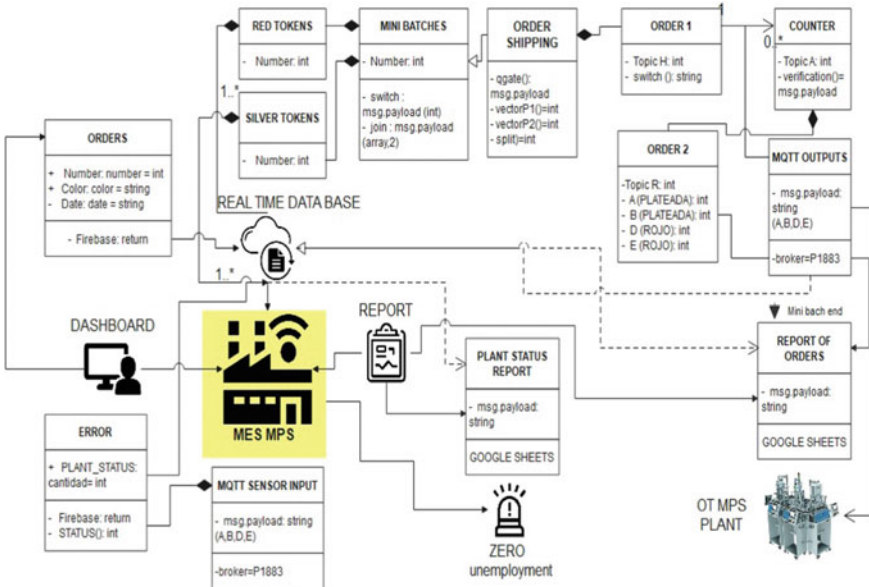 RED TOKENS
- Number: int
MINI BATCHES
- Number: int
- switch :
msg.payload (int)
- join : msg.payload
(array,2)
ORDER
SHIPPING
- qgate():
msg.payload
- vectorP1()=int
- vectorP2()=int
- split)=int
ORDER 1
- Topic H: int
- switch (): string
1
0..*
COUNTER
- Topic A: int
- verification()=
msg.payload
1..*
SILVER TOKENS
- Number: int
ORDERS
+ Number: number = int
+ Color: color = string
- Date: date = string
- Firebase: return
ORDER 2
-Topic R: int
- A (PLATEADA): int
- B (PLATEADA): int
- D (ROJO): int
- E (ROJO): int
MQTT OUTPUTS
- msg.payload:
string
(A,B,D,E)
-broker=P1883
REAL TIME DATA BASE
1..*
DASHBOARD
REPORT
Mini bach end
MES MPS
PLANT STATUS
REPORT
- msg.payload:
string
GOOGLE SHEETS
REPORT OF
ORDERS
- msg.payload:
string
GOOGLE SHEETS
ERROR
+ PLANT_STATUS:
cantidad= int
- Firebase: return
- STATUS(): int
MQTT SENSOR INPUT
- msg.payload: string
(A,B,D,E)
-broker=P1883
ZERO
unemployment
OT MPS
PLANT